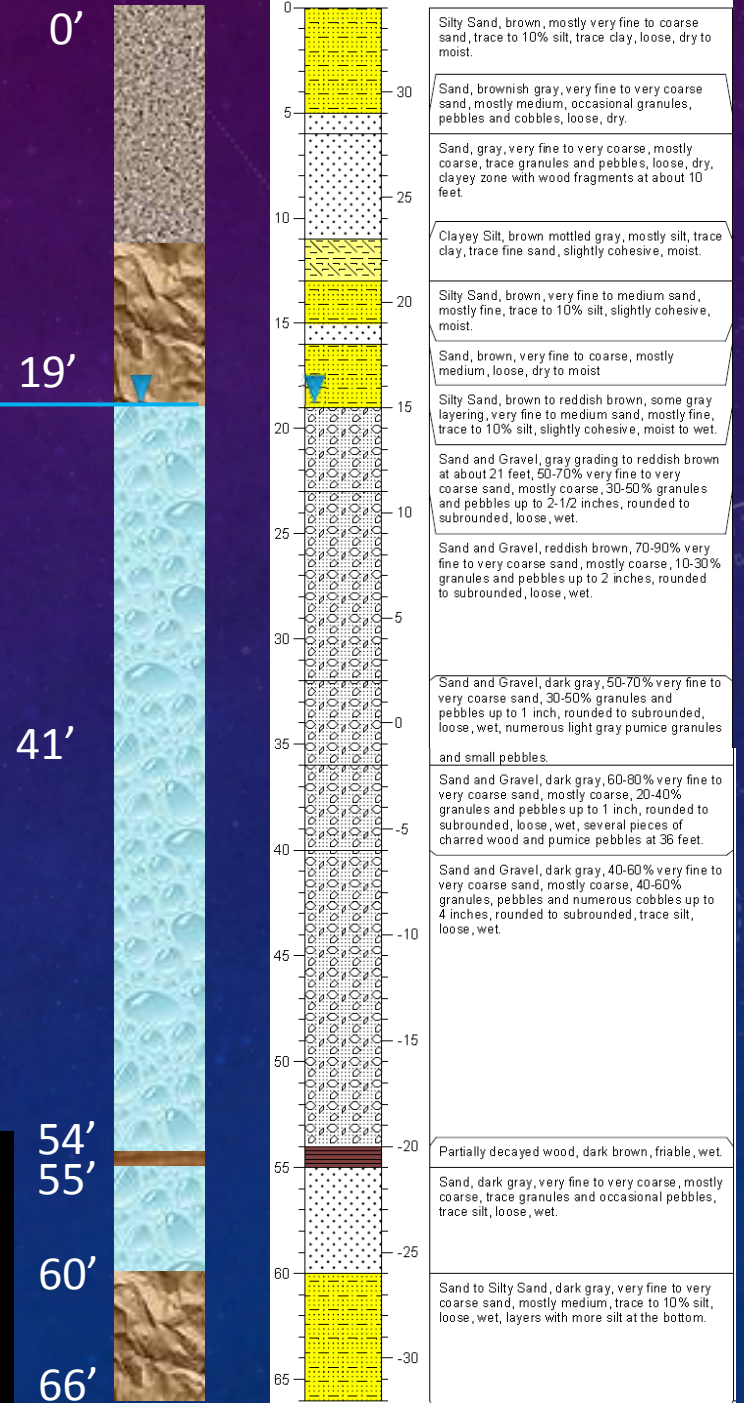 0’
19’
41’
54’
55’
60’
66’
0
5
10
15
20
25
30
35
40
45
50
55
60
65
30
25
20
15
10
5
0
-5
-10
-15
-20
-25
-30
Silty Sand, brown, mostly very fine to coarse
sand, trace to 10% silt, trace clay, loose, dry to
moist.
Sand, brownish gray, very fine to very coarse
sand, mostly medium, occasional granules,
pebbles and cobbles, loose, dry.
Sand, gray, very fine to very coarse, mostly
coarse, trace granules and pebbles, loose, dry,
clayey zone with wood fragments at about 10
feet.
Clayey Silt, brown mottled gray, mostly silt, trace
clay, trace fine sand, slightly cohesive, moist.
Silty Sand, brown, very fine to medium sand,
mostly fine, trace to 10% silt, slightly cohesive,
moist.
Sand, brown, very fine to coarse, mostly
medium, loose, dry to moist
Silty Sand, brown to reddish brown, some gray
layering, very fine to medium sand, mostly fine,
trace to 10% silt, slightly cohesive, moist to wet.
Sand and Gravel, gray grading to reddish brown
at about 21 feet, 50-70% very fine to very
coarse sand, mostly coarse, 30-50% granules
and pebbles up to 2-1/2 inches, rounded to
subrounded, loose, wet.
Sand and Gravel, reddish brown, 70-90% very
fine to very coarse sand, mostly coarse, 10-30%
granules and pebbles up to 2 inches, rounded
to subrounded, loose, wet.
Sand and Gravel, dark gray, 50-70% very fine to
very coarse sand, 30-50% granules and
pebbles up to 1 inch, rounded to subrounded,
loose, wet, numerous light gray pumice granules
and small pebbles.
Sand and Gravel, dark gray, 60-80% very fine to
very coarse sand, mostly coarse, 20-40%
granules and pebbles up to 1 inch, rounded to
subrounded, loose, wet, several pieces of
charred wood and pumice pebbles at 36 feet.
Sand and Gravel, dark gray, 40-60% very fine to
very coarse sand, mostly coarse, 40-60%
granules, pebbles and numerous cobbles up to
4 inches, rounded to subrounded, trace silt,
loose, wet.
Partially decayed wood, dark brown, friable, wet.
Sand, dark gray, very fine to very coarse, mostly
coarse, trace granules and occasional pebbles,
trace silt, loose, wet.
Sand to Silty Sand, dark gray, very fine to very
coarse sand, mostly medium, trace to 10% silt,
loose, wet, layers with more silt at the bottom.